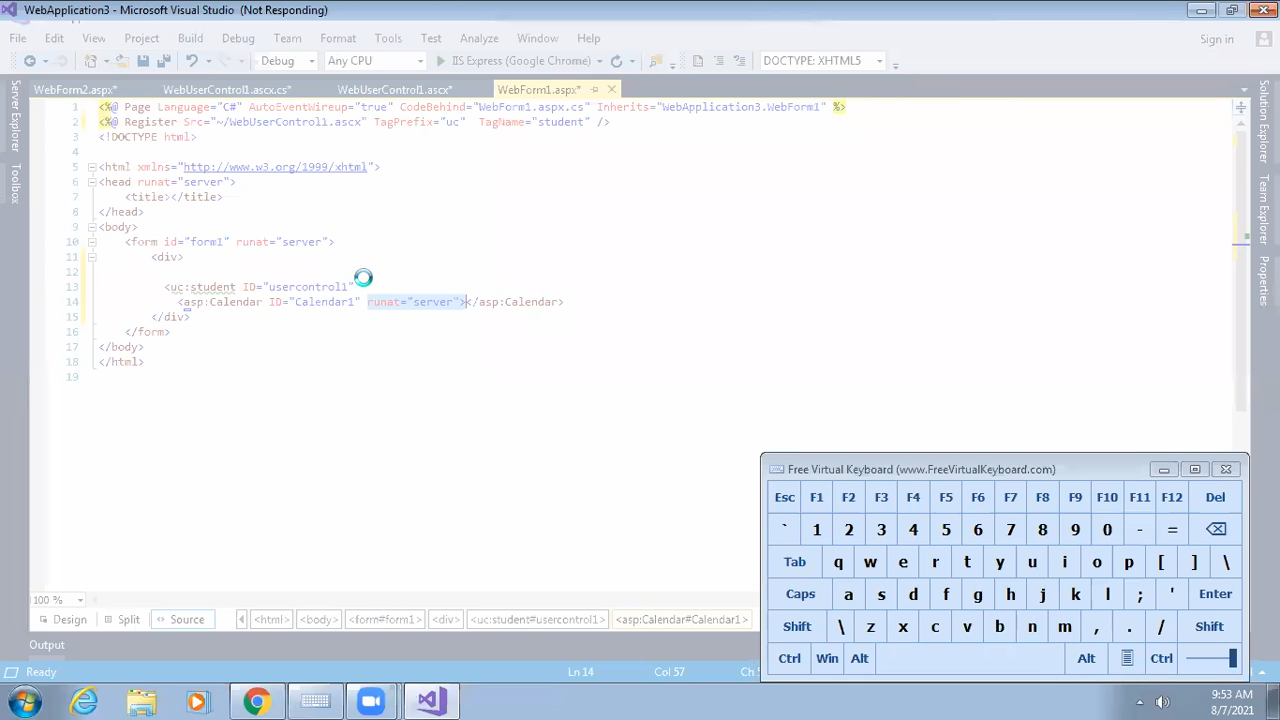 WebApplication3 - Microsoft Visual Studio (Not Responding)
File Edit View Project Build Debug Team Format Tools Test Analyze Window Help
Sign in
Debug Any CPU IIS Express (Google Chrome) DOCTYPE: XHTML5
WebForm2.aspx* WebUserControl1.ascx.cs* WebUserControl1.ascx* WebForm1.aspx*
Server Explorer
Toolbox
Solution Explorer
Team Explorer
Properties
1 <%@ Page Language="C#" AutoEventWireup="true" CodeBehind="WebForm1.aspx.cs" Inherits="WebApplication3.WebForm1" %>
2 <%@ Register Src="~/WebUserControl1.ascx" TagPrefix="uc" TagName="student" />
3 <!DOCTYPE html>
4
5 <html xmlns="http://www.w3.org/1999/xhtml">
6 <head runat="server">
7 <title></title>
8 </head>
9 <body>
10 <form id="form1" runat="server">
11 <div>
12
13 <uc:student ID="usercontrol1"
14 <asp:Calendar ID="Calendar1" runat="server"></asp:Calendar>
15 </div>
16 </form>
17 </body>
18 </html>
19
100 %
Design Split Source <html> <body> <form#form1> <div> <uc:student#usercontrol1> <asp:Calendar#Calendar1>
Output
Ready Ln 14 Col 57
Free Virtual Keyboard (www.FreeVirtualKeyboard.com)
Esc F1 F2 F3 F4 F5 F6 F7 F8 F9 F10 F11 F12 Del
` 1 2 3 4 5 6 7 8 9 0 - =
Tab q w e r t y u i o p [ ] \
Caps a s d f g h j k l ; ' Enter
Shift \ z x c v b n m , . / Shift
Ctrl Win Alt Alt Ctrl
9:53 AM
8/7/2021